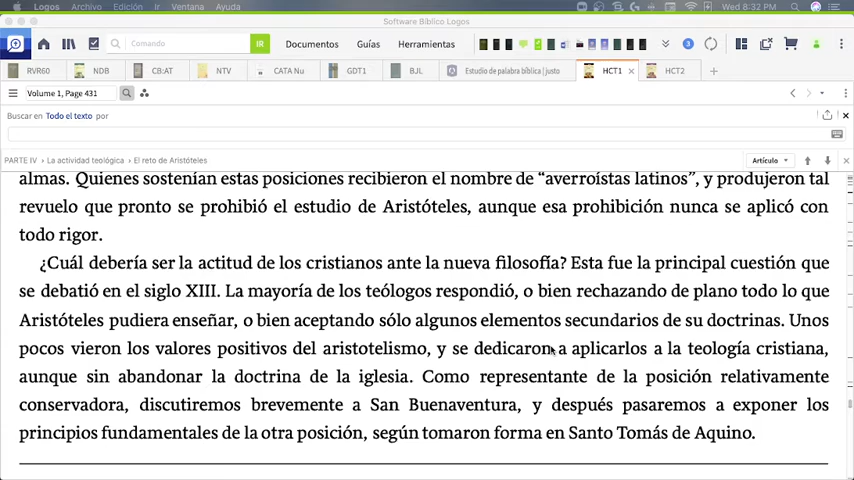 Logos Archivo Edición Ir Ventana Ayuda Wed 8:32 PM
Software Bíblico Logos
Comando IR Documentos Guías Herramientas 3
RVR60 NDB CB:AT NTV CATA Nu GDT1 BJL Estudio de palabra bíblica | justo HCT1 HCT2
Volume 1, Page 431
Buscar en Todo el texto por
PARTE IV › La actividad teológica › El reto de Aristóteles Artículo
almas. Quienes sostenían estas posiciones recibieron el nombre de “averroístas latinos”, y produjeron tal
revuelo que pronto se prohibió el estudio de Aristóteles, aunque esa prohibición nunca se aplicó con
todo rigor.
¿Cuál debería ser la actitud de los cristianos ante la nueva filosofía? Esta fue la principal cuestión que
se debatió en el siglo XIII. La mayoría de los teólogos respondió, o bien rechazando de plano todo lo que
Aristóteles pudiera enseñar, o bien aceptando sólo algunos elementos secundarios de su doctrinas. Unos
pocos vieron los valores positivos del aristotelismo, y se dedicaron a aplicarlos a la teología cristiana,
aunque sin abandonar la doctrina de la iglesia. Como representante de la posición relativamente
conservadora, discutiremos brevemente a San Buenaventura, y después pasaremos a exponer los
principios fundamentales de la otra posición, según tomaron forma en Santo Tomás de Aquino.